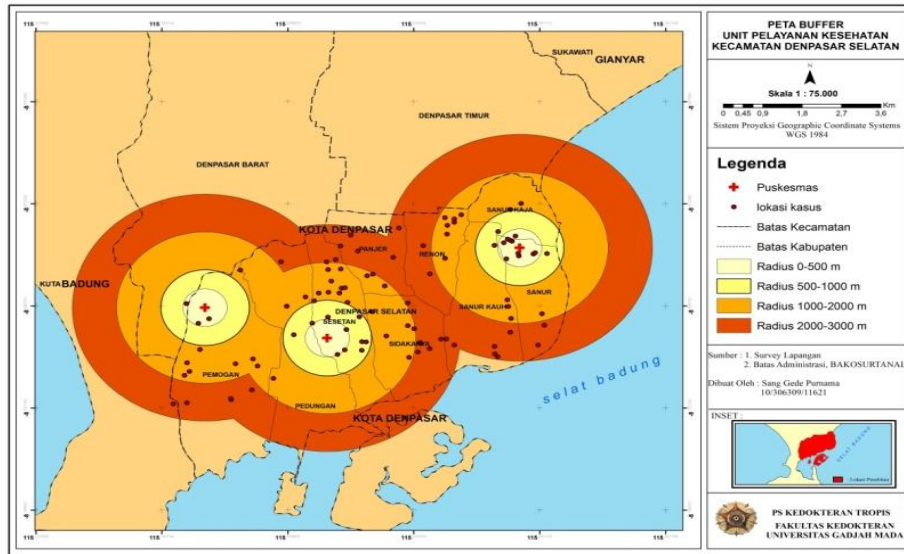 SUKAWATI
GIANYAR
DENPASAR TIMUR
DENPASAR BARAT
SANUR KAJA
KOTA DENPASAR
PANJER
RENON
KUTA
BADUNG
SANUR
SANUR KAUH
DENPASAR SELATAN
SESETAN
SIDAKARYA
PEMOGAN
PEDUNGAN
KOTA DENPASAR
selat badung
PETA BUFFER
UNIT PELAYANAN KESEHATAN
KECAMATAN DENPASAR SELATAN
N
Skala 1 : 75.000
Km
0 0,45 0,9 1,8 2,7 3,6
Sistem Proyeksi Geographic Coordinate Systems
WGS 1984
Legenda
Puskesmas
lokasi kasus
Batas Kecamatan
Batas Kabupaten
Radius 0-500 m
Radius 500-1000 m
Radius 1000-2000 m
Radius 2000-3000 m
Sumber : 1. Survey Lapangan
2. Batas Administrasi, BAKOSURTANAL
Dibuat Oleh : Sang Gede Purnama
10/306309/11621
INSET :
SELAT BADUNG
PS KEDOKTERAN TROPIS
FAKULTAS KEDOKTERAN
UNIVERSITAS GADJAH MADA